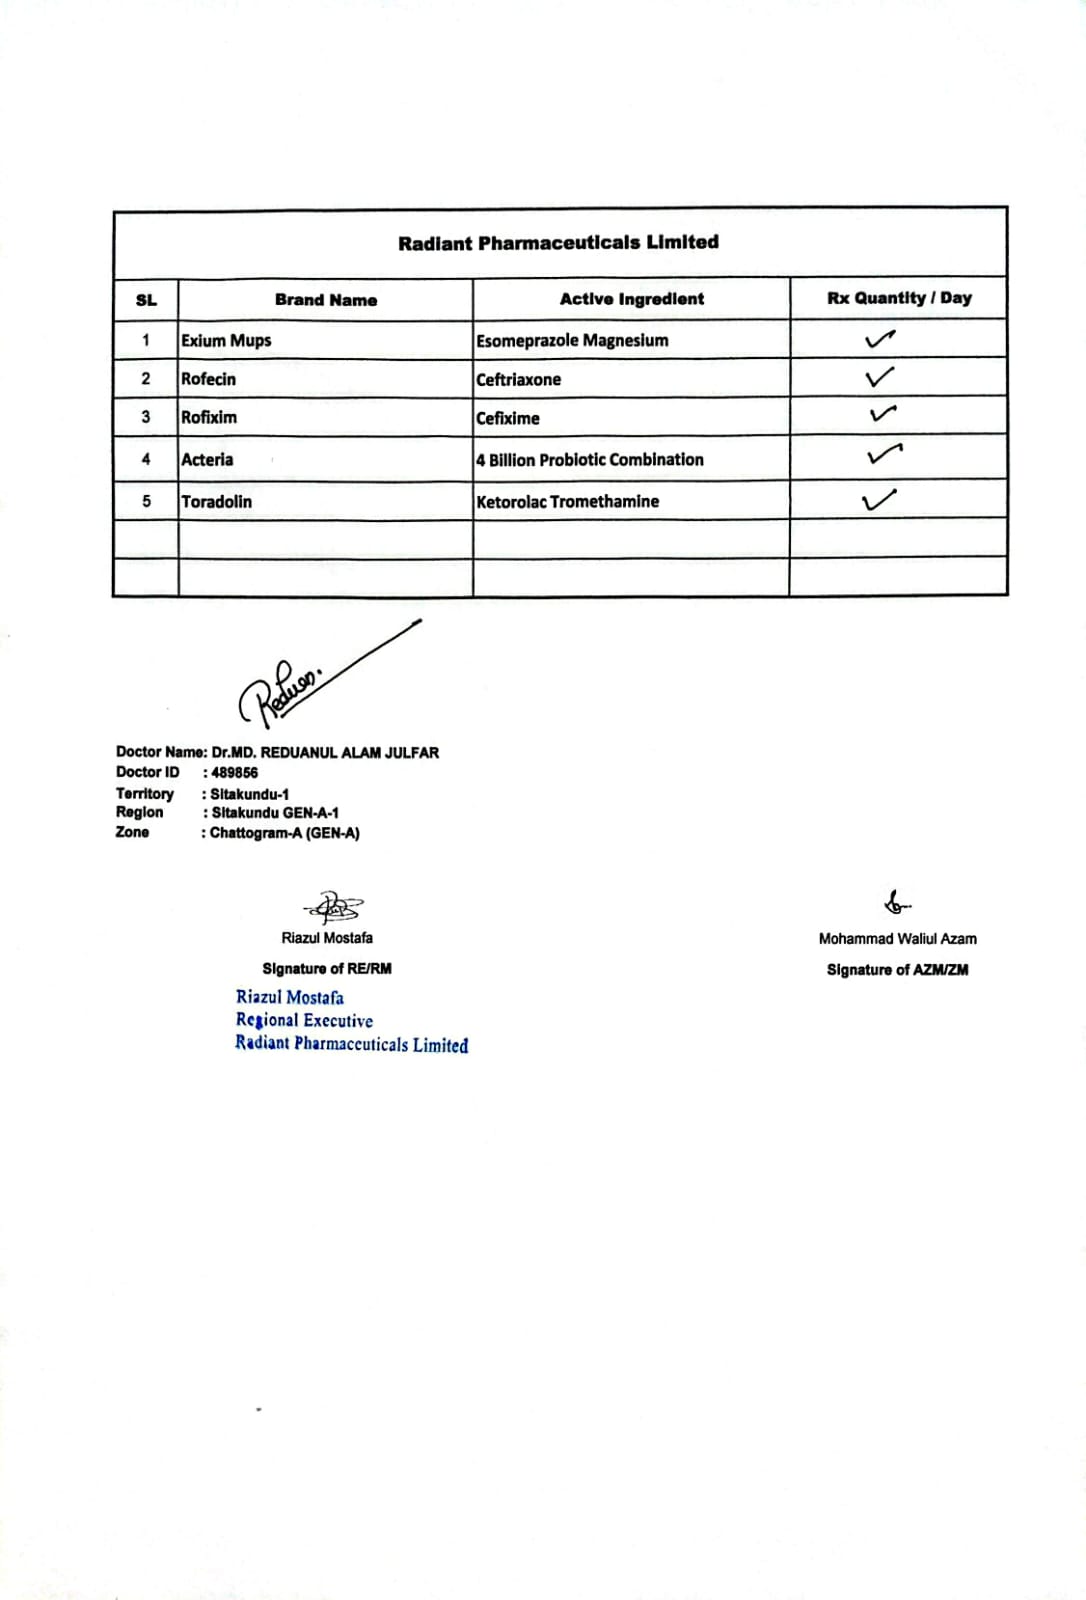 Radiant Pharmaceuticals Limited
SL Brand Name Active Ingredient Rx Quantity / Day
1 Exium Mups Esomeprazole Magnesium ✓
2 Rofecin Ceftriaxone ✓
3 Rofixim Cefixime ✓
4 Acteria 4 Billion Probiotic Combination ✓
5 Toradolin Ketorolac Tromethamine ✓
Reduan.
Doctor Name: Dr.MD. REDUANUL ALAM JULFAR
Doctor ID : 489856
Territory : Sitakundu-1
Region : Sitakundu GEN-A-1
Zone : Chattogram-A (GEN-A)
Riazul Mostafa Mohammad Waliul Azam
Signature of RE/RM Signature of AZM/ZM
Riazul Mostafa
Regional Executive
Radiant Pharmaceuticals Limited